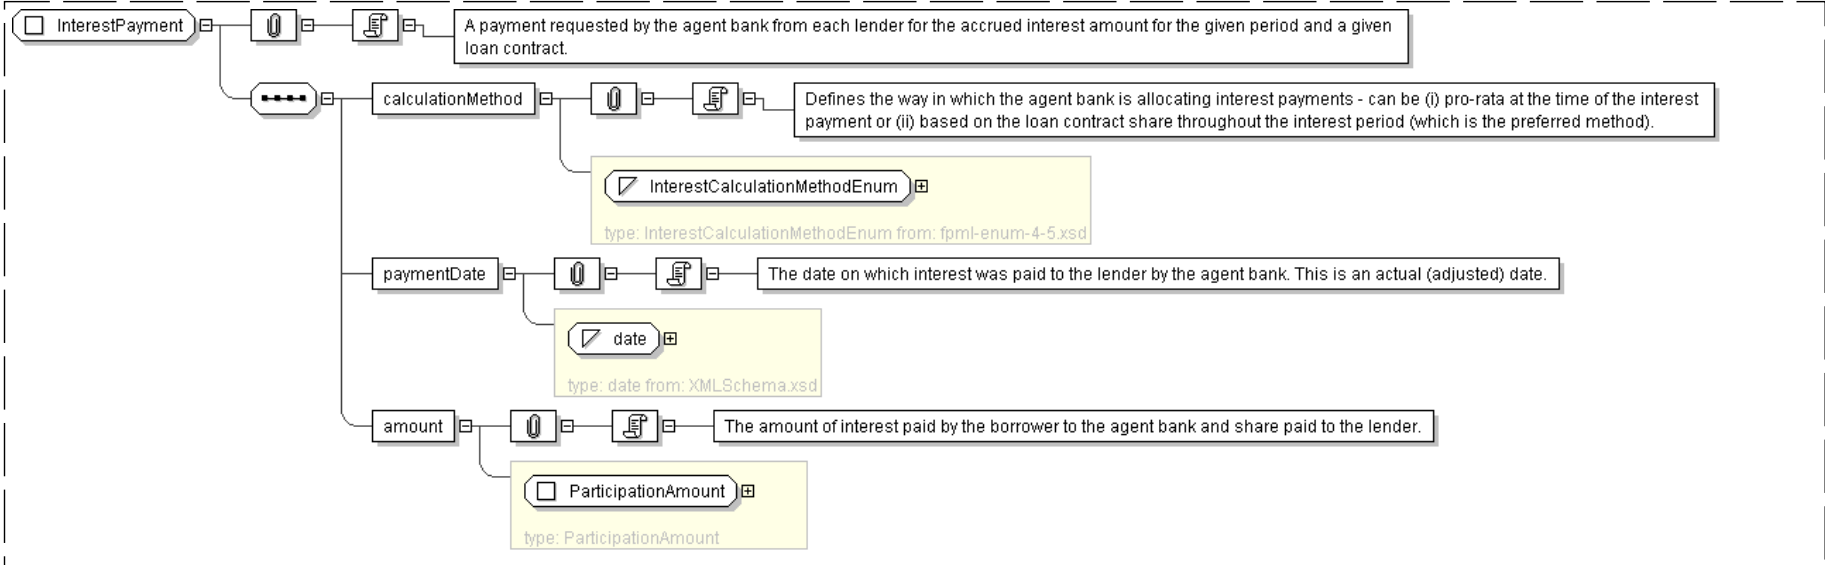 InterestPayment
A payment requested by the agent bank from each lender for the accrued interest amount for the given period and a given
loan contract.
calculationMethod
Defines the way in which the agent bank is allocating interest payments - can be (i) pro-rata at the time of the interest
payment or (ii) based on the loan contract share throughout the interest period (which is the preferred method).
InterestCalculationMethodEnum
type: InterestCalculationMethodEnum from: fpml-enum-4-5.xsd
paymentDate
The date on which interest was paid to the lender by the agent bank. This is an actual (adjusted) date.
date
type: date from: XMLSchema.xsd
amount
The amount of interest paid by the borrower to the agent bank and share paid to the lender.
ParticipationAmount
type: ParticipationAmount